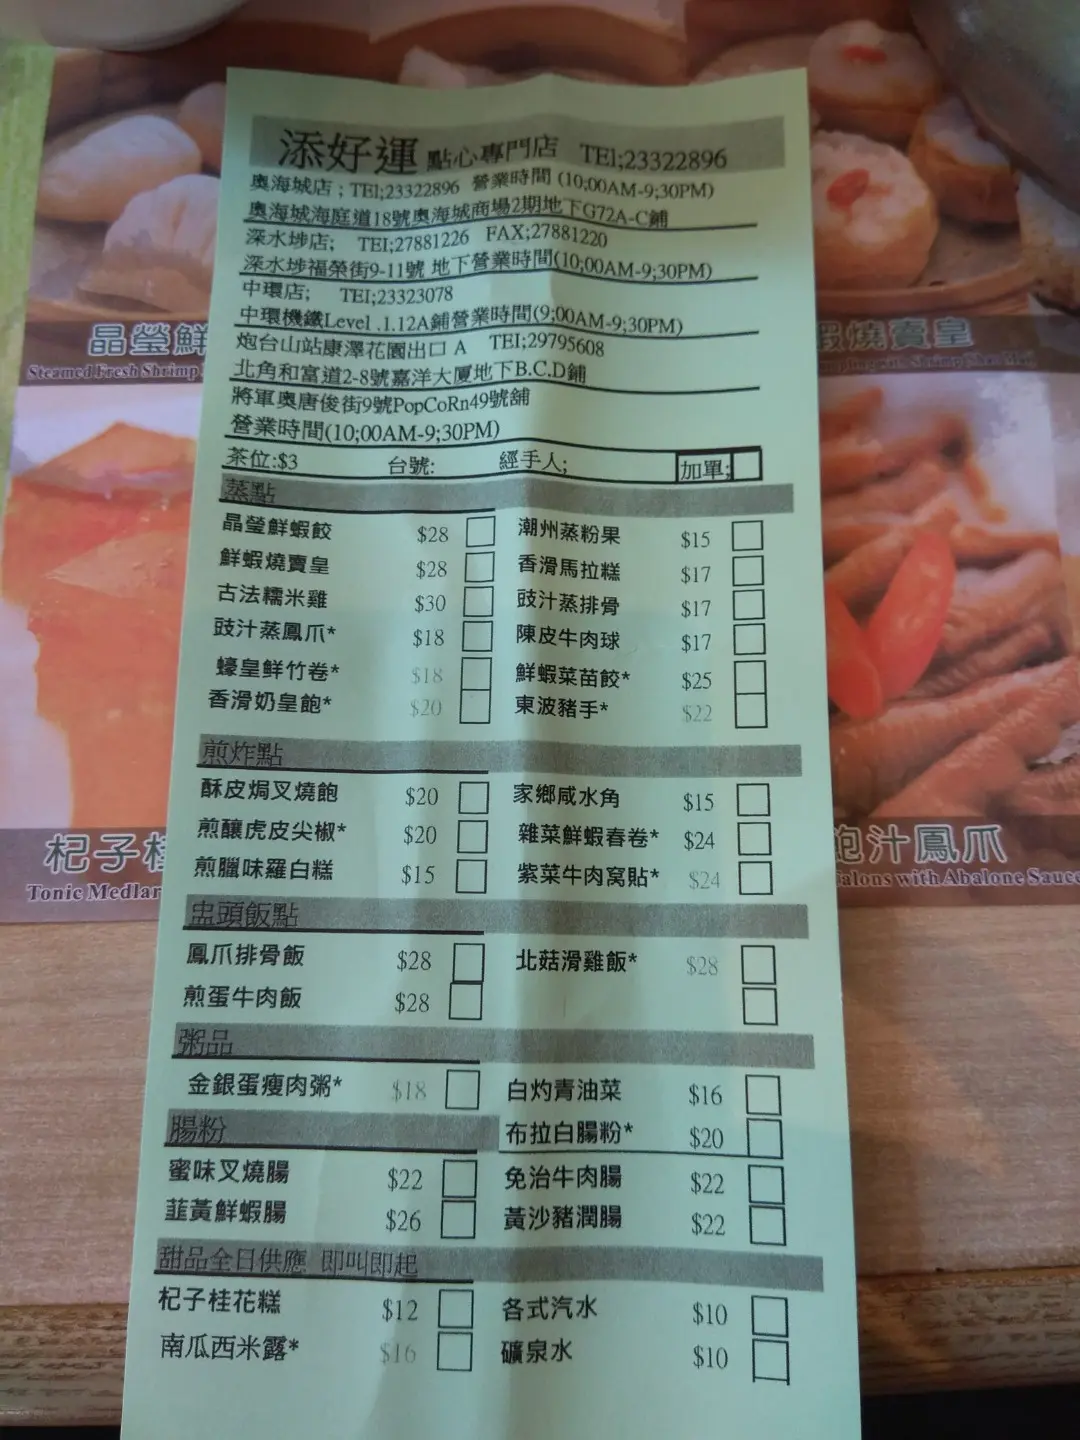 添好運 點心專門店 TEl;23322896
奧海城店;TEl;23322896 營業時間 (10;00AM-9;30PM)
奧海城海庭道18號奧海城商場2期地下G72A-C鋪
深水埗店; TEl;27881226 FAX;27881220
深水埗福榮街9-11號 地下營業時間(10;00AM-9;30PM)
中環店; TEl;23323078
中環機鐵Level .1.12A鋪營業時間(9;00AM-9;30PM)
炮台山站康澤花園出口 A TEl;29795608
北角和富道2-8號嘉洋大厦地下B.C.D鋪
將軍奧唐俊街9號PopCoRn49號舖
營業時間(10;00AM-9;30PM)
茶位:$3 台號: 經手人; 加單;
蒸點
晶瑩鮮蝦餃 $28 潮州蒸粉果 $15
鮮蝦燒賣皇 $28 香滑馬拉糕 $17
古法糯米雞 $30 豉汁蒸排骨 $17
豉汁蒸鳳爪* $18 陳皮牛肉球 $17
蠔皇鮮竹卷* $18 鮮蝦菜苗餃* $25
香滑奶皇飽* $20 東波豬手* $22
煎炸點
酥皮焗叉燒飽 $20 家鄉咸水角 $15
煎釀虎皮尖椒* $20 雜菜鮮蝦春卷* $24
煎臘味羅白糕 $15 紫菜牛肉窩貼* $24
盅頭飯點
鳳爪排骨飯 $28 北菇滑雞飯* $28
煎蛋牛肉飯 $28
粥品
金銀蛋瘦肉粥* $18 白灼青油菜 $16
腸粉 布拉白腸粉* $20
蜜味叉燒腸 $22 免治牛肉腸 $22
韮黃鮮蝦腸 $26 黃沙豬潤腸 $22
甜品全日供應 即叫即起
杞子桂花糕 $12 各式汽水 $10
南瓜西米露* $16 礦泉水 $10
晶瑩鮮
Steamed Fresh Shrimp
燒賣皇
杞子
Tonic Medlar
汁鳳爪
Talons with Abalone Sauce